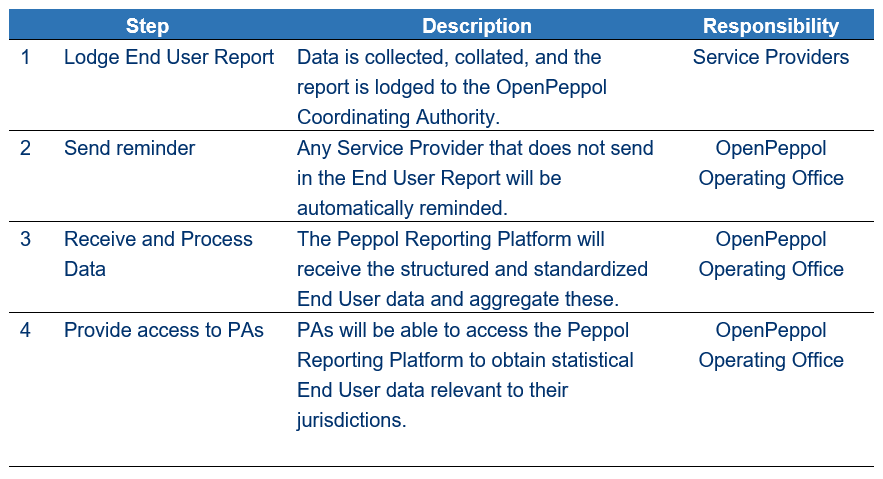 Step Description Responsibility
1 Lodge End User Report Data is collected, collated, and the Service Providers
report is lodged to the OpenPeppol
Coordinating Authority.
2 Send reminder Any Service Provider that does not send OpenPeppol
in the End User Report will be Operating Office
automatically reminded.
3 Receive and Process The Peppol Reporting Platform will OpenPeppol
Data receive the structured and standardized Operating Office
End User data and aggregate these.
4 Provide access to PAs PAs will be able to access the Peppol OpenPeppol
Reporting Platform to obtain statistical Operating Office
End User data relevant to their
jurisdictions.